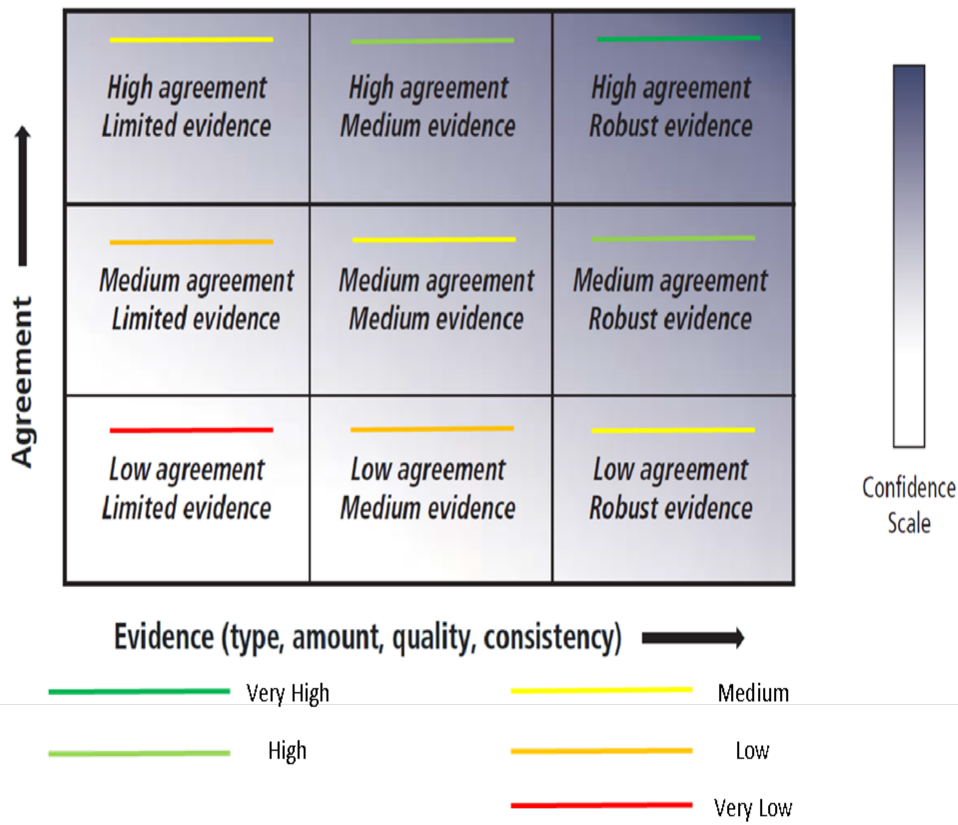 High agreement
Limited evidence
High agreement
Medium evidence
High agreement
Robust evidence
Medium agreement
Limited evidence
Medium agreement
Medium evidence
Medium agreement
Robust evidence
Low agreement
Limited evidence
Low agreement
Medium evidence
Low agreement
Robust evidence
Agreement
Evidence (type, amount, quality, consistency)
Confidence
Scale
Very High
High
Medium
Low
Very Low